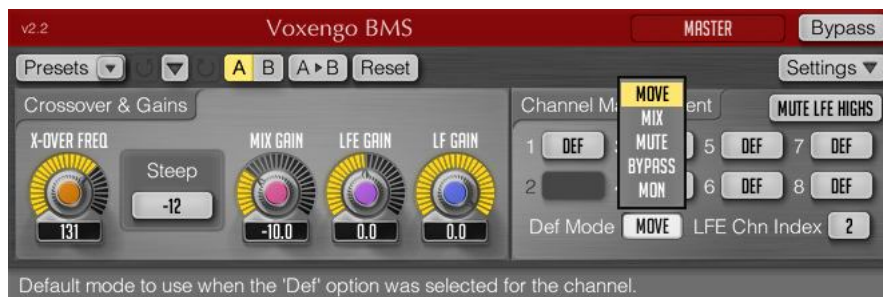 v2.2 Voxengo BMS MASTER Bypass
Presets A B A▸B Reset Settings
Crossover & Gains Channel M ent MUTE LFE HIGHS
X-OVER FREQ MIX GAIN LFE GAIN LF GAIN
Steep
-12
131 -10.0 0.0 0.0
MOVE
MIX
MUTE
BYPASS
MON
1 DEF 5 DEF 7 DEF
2 6 DEF 8 DEF
Def Mode MOVE LFE Chn Index 2
Default mode to use when the 'Def' option was selected for the channel.